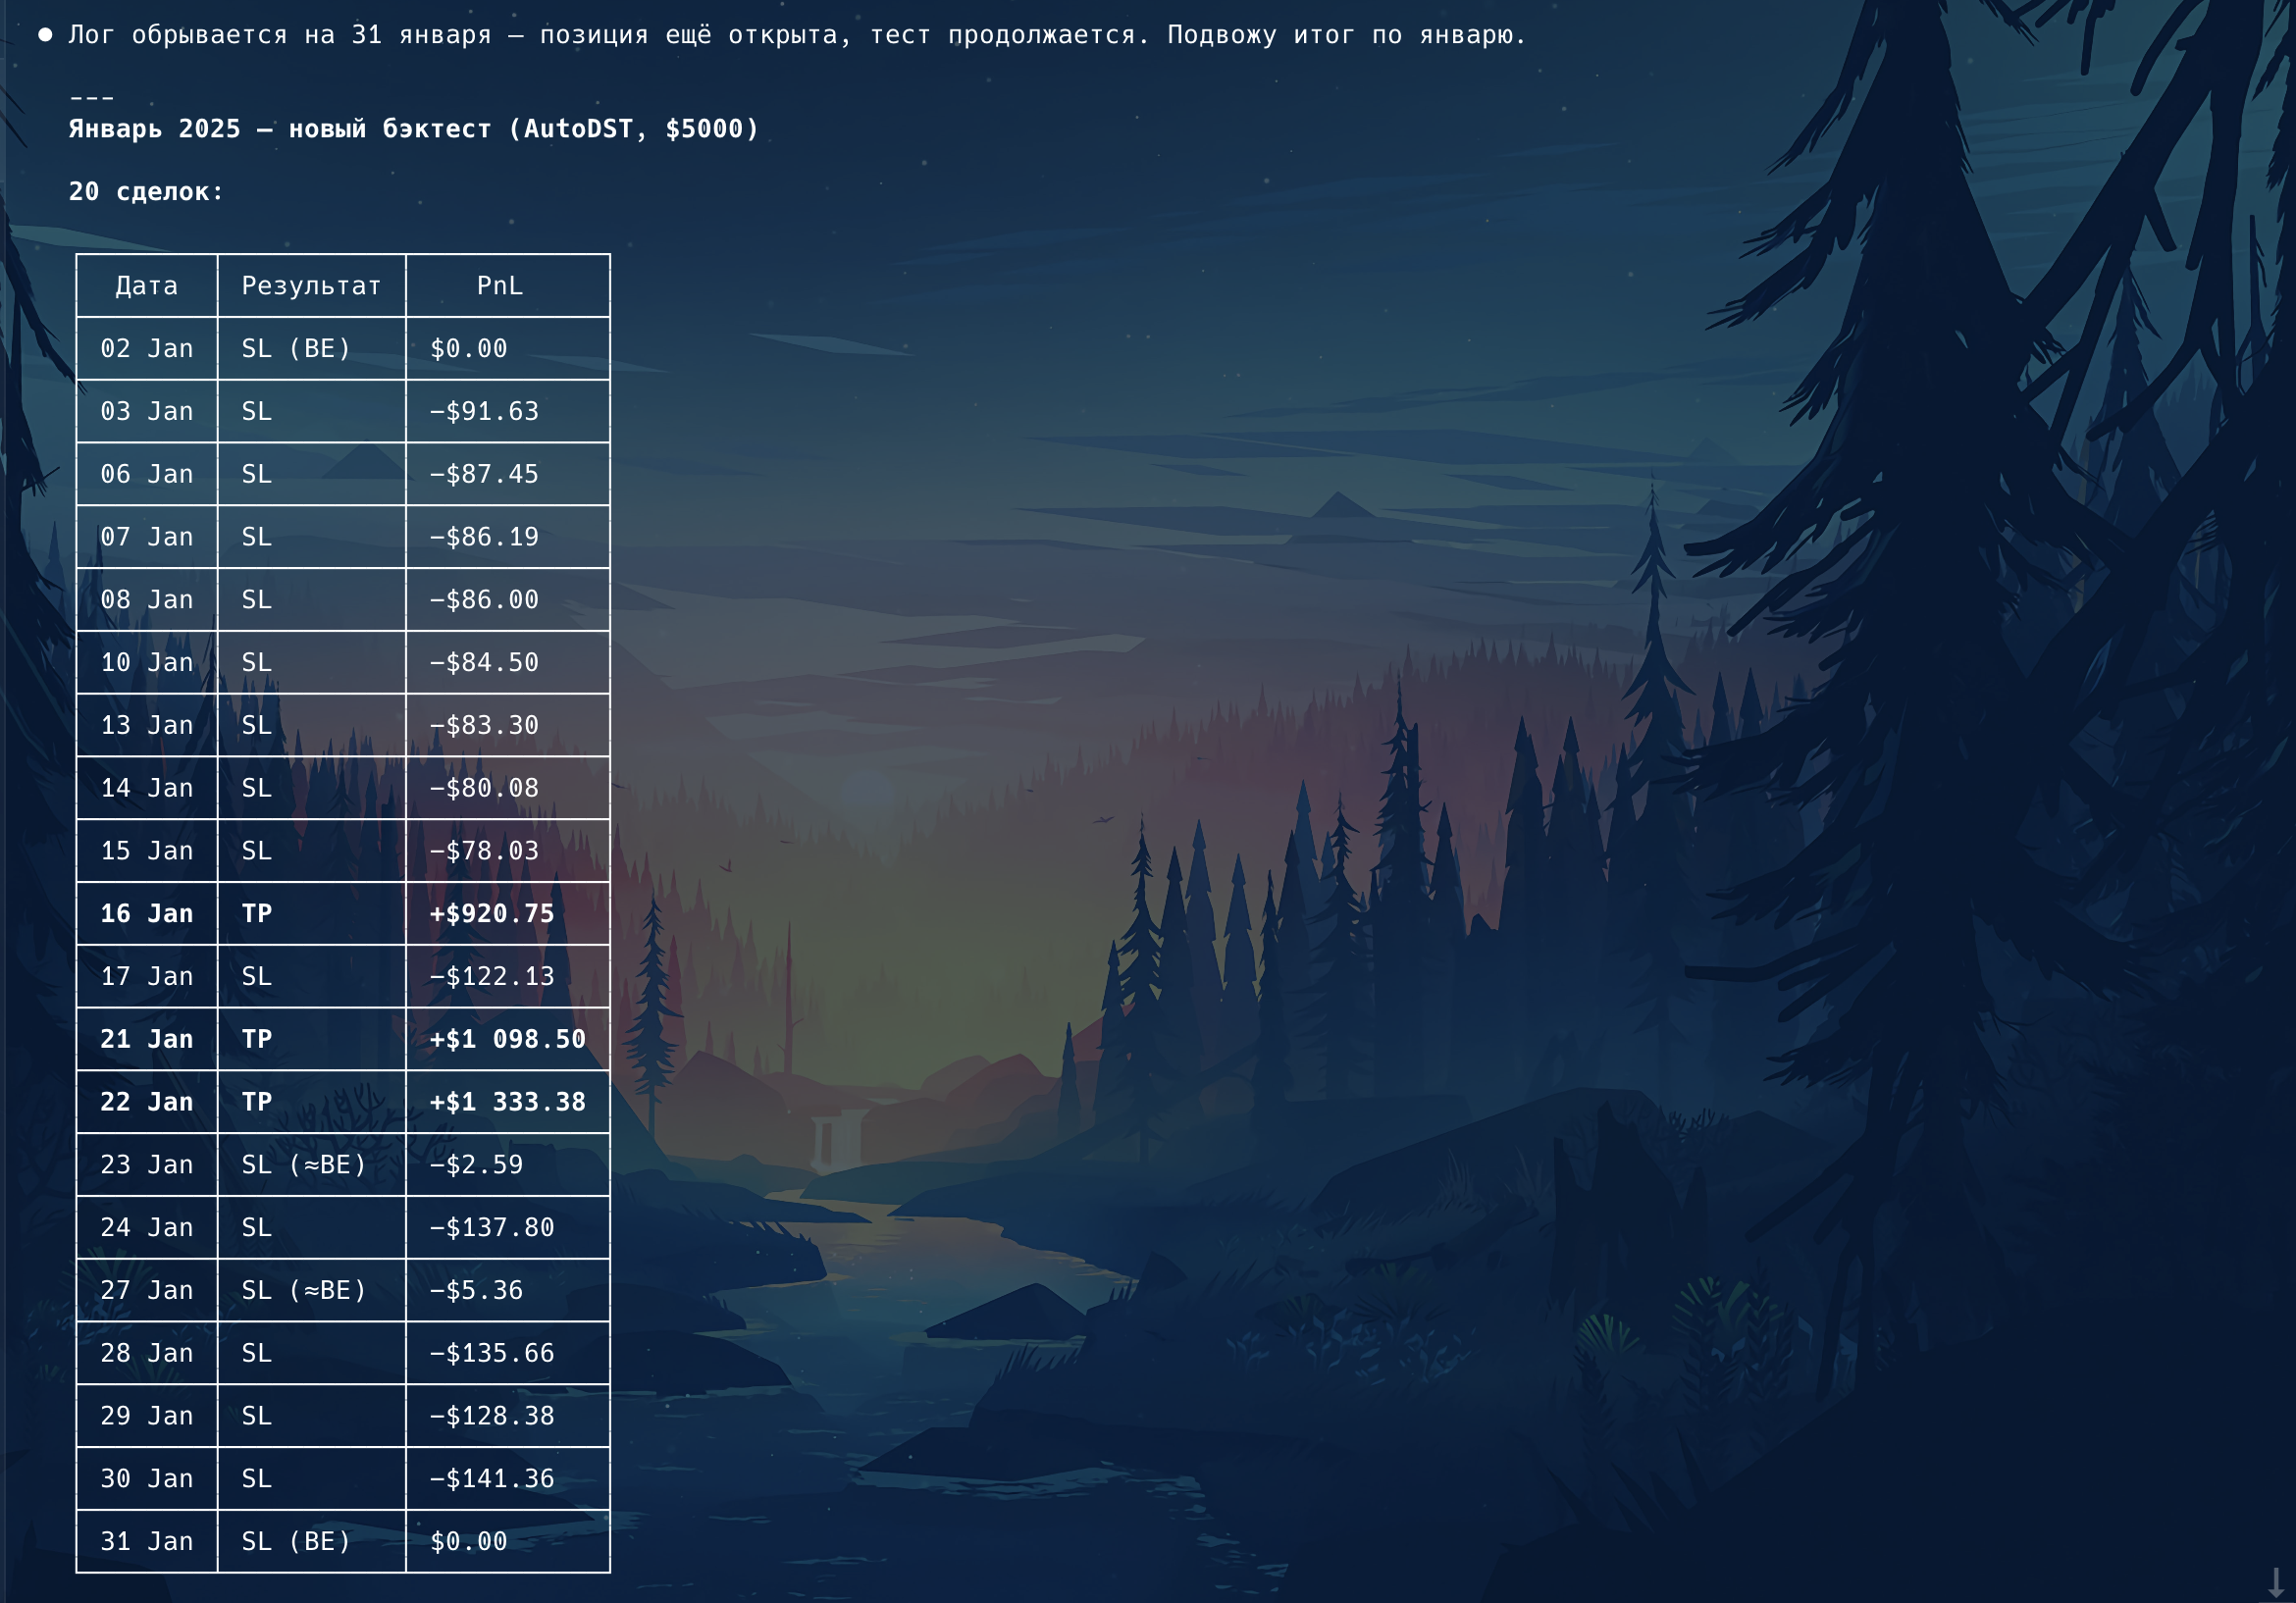 ● Лог обрывается на 31 января — позиция ещё открыта, тест продолжается. Подвожу итог по январю.
---
Январь 2025 — новый бэктест (AutoDST, $5000)
20 сделок:
Дата Результат PnL
02 Jan SL (BE) $0.00
03 Jan SL −$91.63
06 Jan SL −$87.45
07 Jan SL −$86.19
08 Jan SL −$86.00
10 Jan SL −$84.50
13 Jan SL −$83.30
14 Jan SL −$80.08
15 Jan SL −$78.03
16 Jan TP +$920.75
17 Jan SL −$122.13
21 Jan TP +$1 098.50
22 Jan TP +$1 333.38
23 Jan SL (≈BE) −$2.59
24 Jan SL −$137.80
27 Jan SL (≈BE) −$5.36
28 Jan SL −$135.66
29 Jan SL −$128.38
30 Jan SL −$141.36
31 Jan SL (BE) $0.00
↓